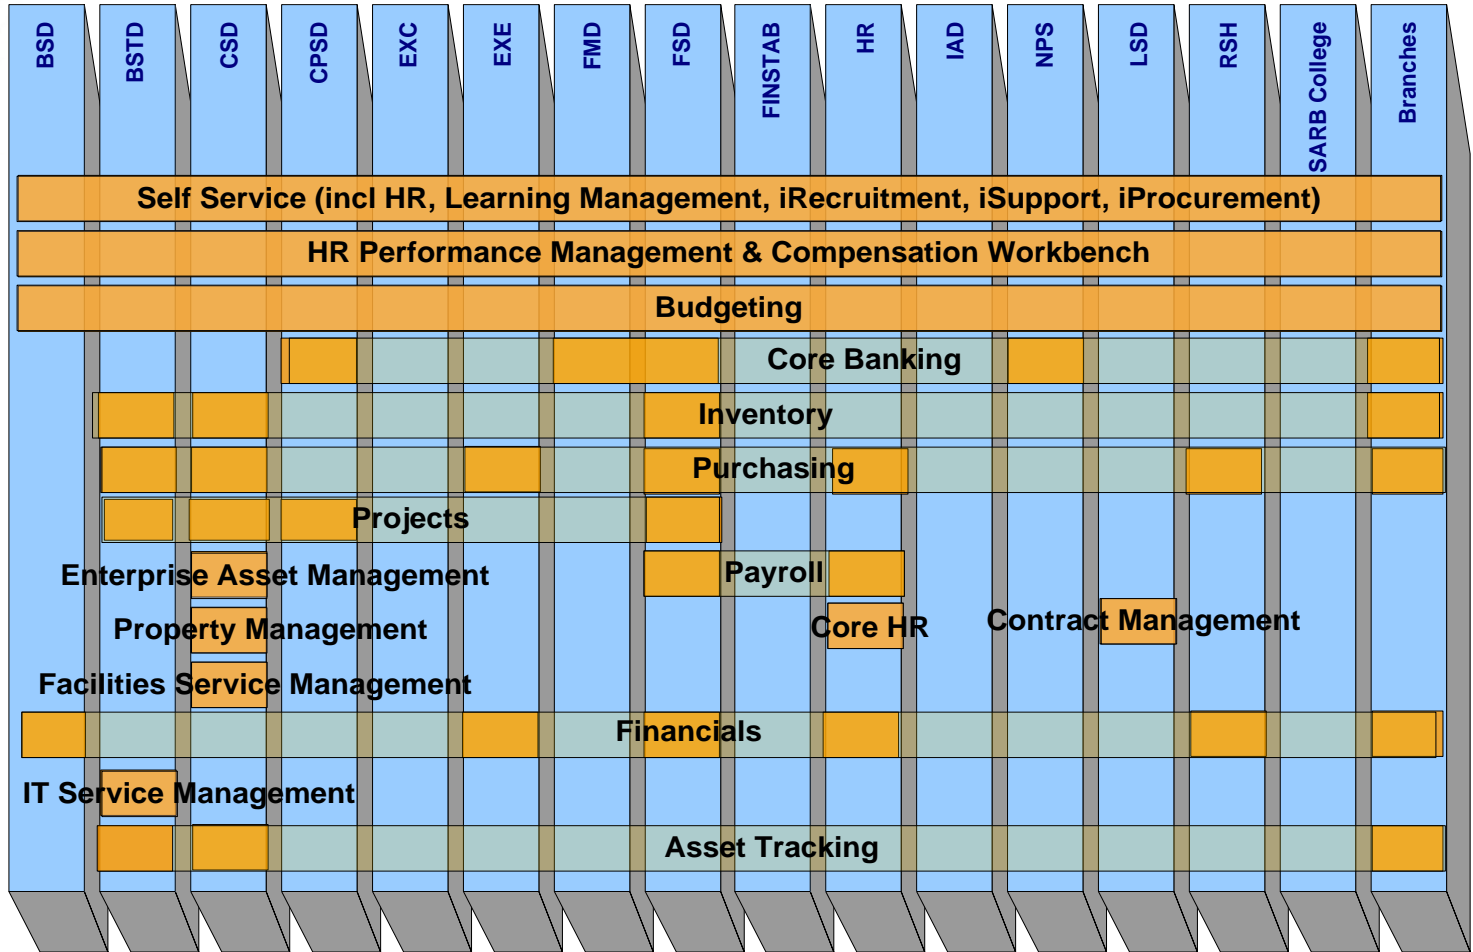 BSD
BSTD
CSD
CPSD
EXC
EXE
FMD
FSD
FINSTAB
HR
IAD
NPS
LSD
RSH
SARB College
Branches
Self Service (incl HR, Learning Management, iRecruitment, iSupport, iProcurement)
HR Performance Management & Compensation Workbench
Budgeting
Core Banking
Inventory
Purchasing
Projects
Enterprise Asset Management
Payroll
Property Management
Core HR
Contract Management
Facilities Service Management
Financials
IT Service Management
Asset Tracking